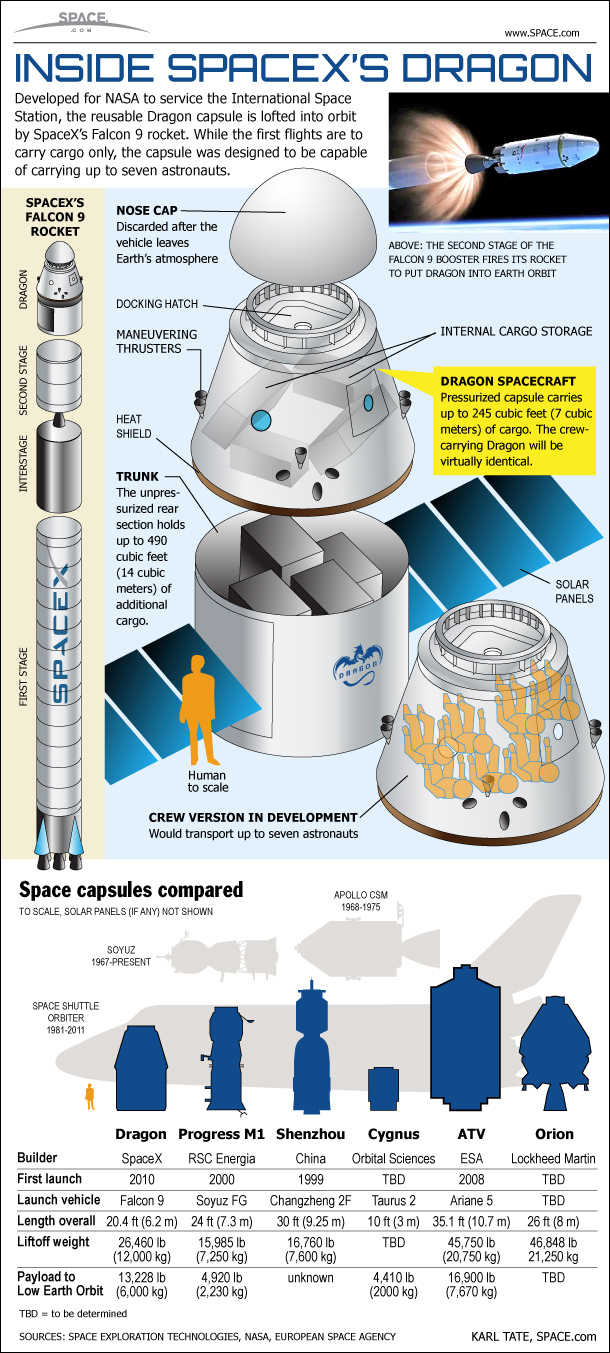 SPACE.
.COM
www.SPACE.com
INSIDE SPACEX'S DRAGON
Developed for NASA to service the International Space
Station, the reusable Dragon capsule is lofted into orbit
by SpaceX's Falcon 9 rocket. While the first flights are to
carry cargo only, the capsule was designed to be capable
of carrying up to seven astronauts.
ABOVE: THE SECOND STAGE OF THE
FALCON 9 BOOSTER FIRES ITS ROCKET
TO PUT DRAGON INTO EARTH ORBIT
SPACEX'S
FALCON 9
ROCKET
DRAGON
SECOND STAGE
INTERSTAGE
FIRST STAGE
SPACEX
NOSE CAP
Discarded after the
vehicle leaves
Earth's atmosphere
DOCKING HATCH
MANEUVERING
THRUSTERS
INTERNAL CARGO STORAGE
DRAGON SPACECRAFT
Pressurized capsule carries
up to 245 cubic feet (7 cubic
meters) of cargo. The crew-
carrying Dragon will be
virtually identical.
HEAT
SHIELD
TRUNK
The unpres-
surized rear
section holds
up to 490
cubic feet
(14 cubic
meters) of
additional
cargo.
SOLAR
PANELS
DRAGON
Human
to scale
CREW VERSION IN DEVELOPMENT
Would transport up to seven astronauts
Space capsules compared
TO SCALE, SOLAR PANELS (IF ANY) NOT SHOWN
APOLLO CSM
1968-1975
SOYUZ
1967-PRESENT
SPACE SHUTTLE
ORBITER
1981-2011
Dragon Progress M1 Shenzhou Cygnus ATV Orion
Builder SpaceX RSC Energia China Orbital Sciences ESA Lockheed Martin
First launch 2010 2000 1999 TBD 2008 TBD
Launch vehicle Falcon 9 Soyuz FG Changzheng 2F Taurus 2 Ariane 5 TBD
Length overall 20.4 ft (6.2 m) 24 ft (7.3 m) 30 ft (9.25 m) 10 ft (3 m) 35.1 ft (10.7 m) 26 ft (8 m)
Liftoff weight 26,460 lb 15,985 lb 16,760 lb TBD 45,750 lb 46,848 lb
(12,000 kg) (7,250 kg) (7,600 kg) (20,750 kg) 21,250 kg
Payload to 13,228 lb 4,920 lb unknown 4,410 lb 16,900 lb TBD
Low Earth Orbit (6,000 kg) (2,230 kg) (2000 kg) (7,670 kg)
TBD = to be determined
SOURCES: SPACE EXPLORATION TECHNOLOGIES, NASA, EUROPEAN SPACE AGENCY
KARL TATE, SPACE.com